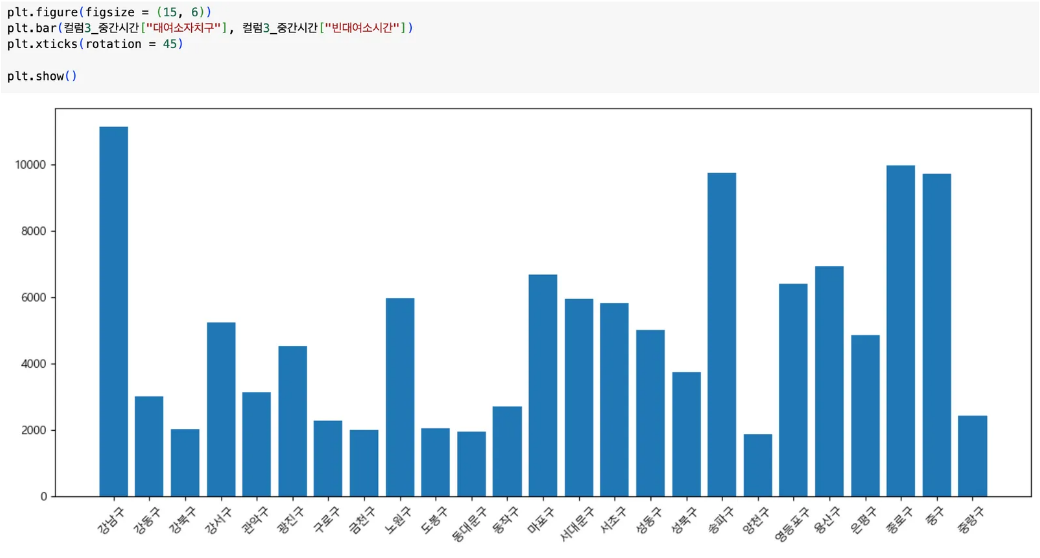 plt.figure(figsize = (15, 6))
plt.bar(컬럼3_중간시간["대여소자치구"], 컬럼3_중간시간["빈대여소시간"])
plt.xticks(rotation = 45)
plt.show()
10000
8000
6000
4000
2000
0
강남구
강동구
강북구
강서구
관악구
광진구
구로구
금천구
노원구
도봉구
동대문구
동작구
마포구
서대문구
서초구
성동구
성북구
송파구
양천구
영등포구
용산구
은평구
종로구
중구
중랑구